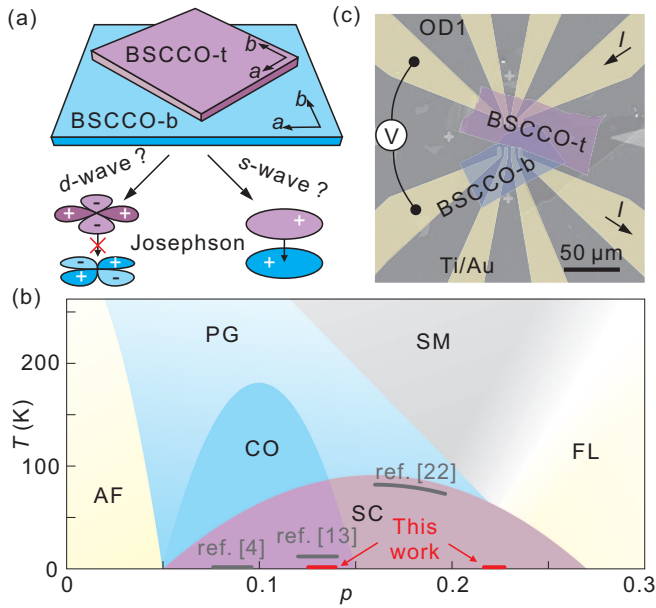 (a)
BSCCO-t
b
a
BSCCO-b
b
a
d-wave ?
s-wave ?
-
+ +
-
Josephson
+
- +
+ -
+
(c)
OD1
I
V
BSCCO-t
BSCCO-b
I
50 µm
Ti/Au
(b)
PG
SM
200
T (K)
CO
100
AF
ref. [22]
FL
SC
ref. [4]
ref. [13]
This
work
0
0
0.1
0.2
0.3
p